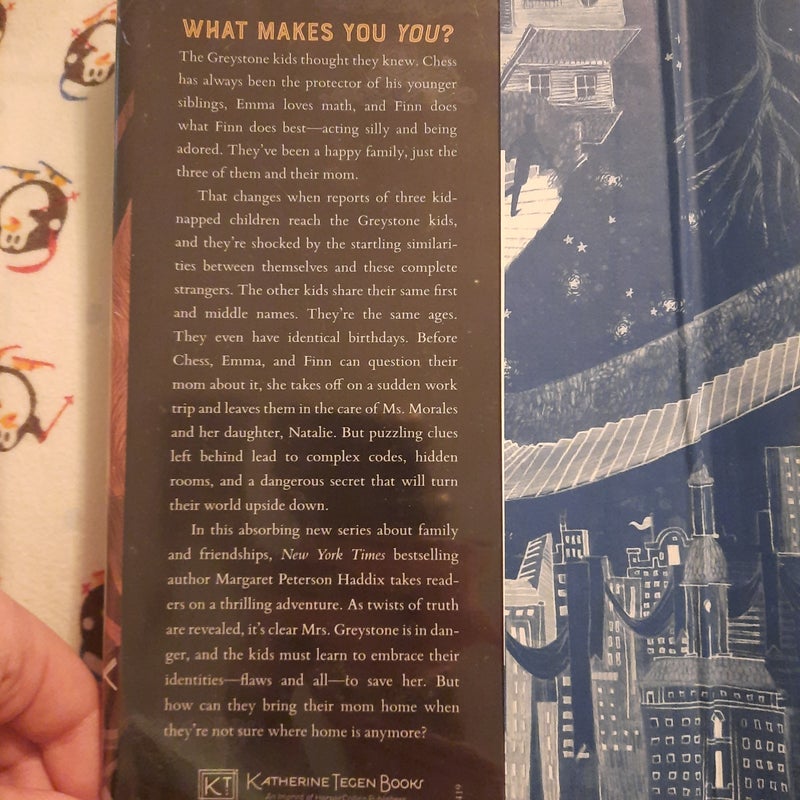 WHAT MAKES YOU YOU?
The Greystone kids thought they knew. Chess
has always been the protector of his younger
siblings, Emma loves math, and Finn does
what Finn does best—acting silly and being
adored. They've been a happy family, just the
three of them and their mom.
That changes when reports of three kid-
napped children reach the Greystone kids,
and they're shocked by the startling similari-
ties between themselves and these complete
strangers. The other kids share their same first
and middle names. They're the same ages.
They even have identical birthdays. Before
Chess, Emma, and Finn can question their
mom about it, she takes off on a sudden work
trip and leaves them in the care of Ms. Morales
and her daughter, Natalie. But puzzling clues
left behind lead to complex codes, hidden
rooms, and a dangerous secret that will turn
their world upside down.
In this absorbing new series about family
and friendships, New York Times bestselling
author Margaret Peterson Haddix takes read-
ers on a thrilling adventure. As twists of truth
are revealed, it's clear Mrs. Greystone is in dan-
ger, and the kids must learn to embrace their
identities—flaws and all—to save her. But
how can they bring their mom home when
they're not sure where home is anymore?
KT KATHERINE TEGEN BOOKS
An Imprint of HarperCollins Publishers
419